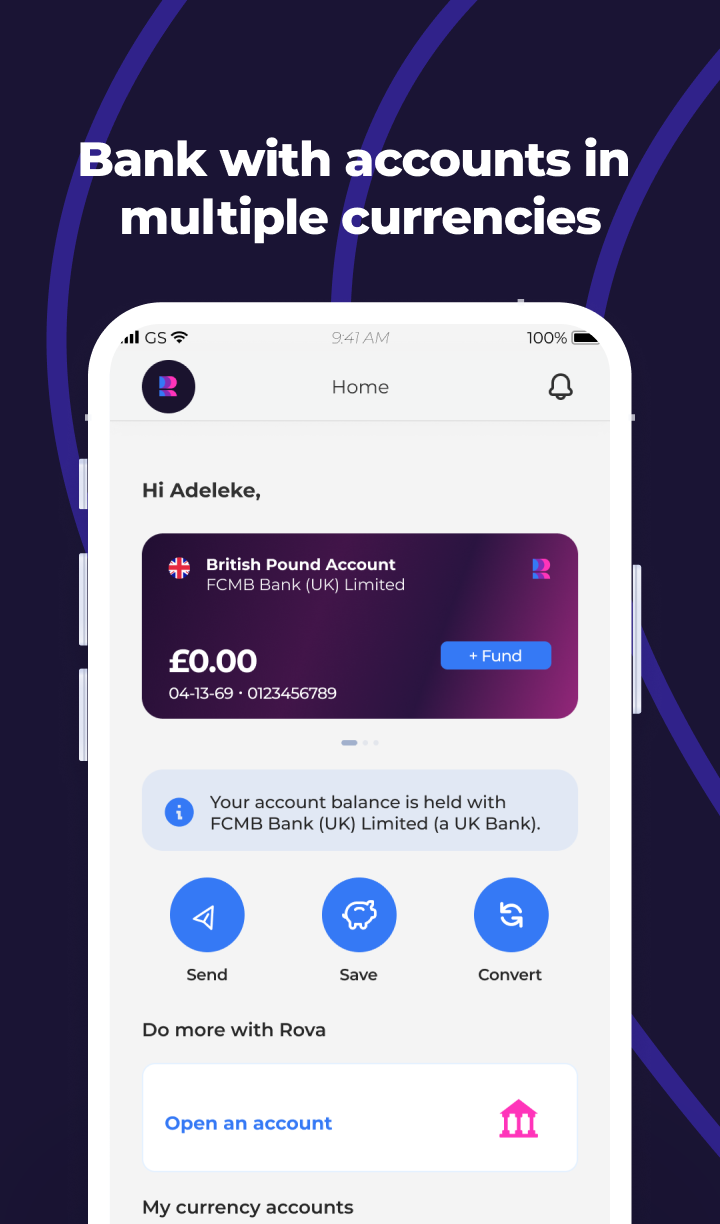 Bank with accounts in
multiple currencies
GS 9:41 AM 100%
Home
Hi Adeleke,
British Pound Account
FCMB Bank (UK) Limited
£0.00
+ Fund
04-13-69 • 0123456789
Your account balance is held with
FCMB Bank (UK) Limited (a UK Bank).
Send Save Convert
Do more with Rova
Open an account
My currency accounts